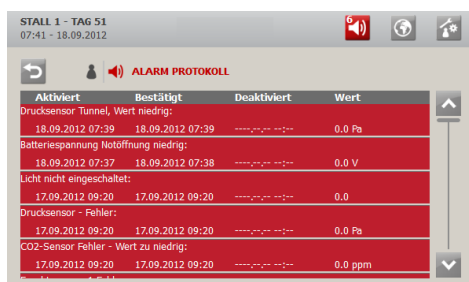 STALL 1 - TAG 51
07:41 - 18.09.2012
6
ALARM PROTOKOLL
Aktiviert Bestätigt Deaktiviert Wert
Drucksensor Tunnel, Wert niedrig:
18.09.2012 07:39 18.09.2012 07:39 ----.--.-- --:-- 0.0 Pa
Batteriespannung Notöffnung niedrig:
18.09.2012 07:37 18.09.2012 07:38 ----.--.-- --:-- 0.0 V
Licht nicht eingeschaltet:
17.09.2012 09:20 17.09.2012 09:20 ----.--.-- --:-- 0.0
Drucksensor - Fehler:
17.09.2012 09:20 17.09.2012 09:20 ----.--.-- --:-- 0.0 Pa
CO2-Sensor Fehler - Wert zu niedrig:
17.09.2012 09:20 17.09.2012 09:20 ----.--.-- --:-- 0.0 ppm